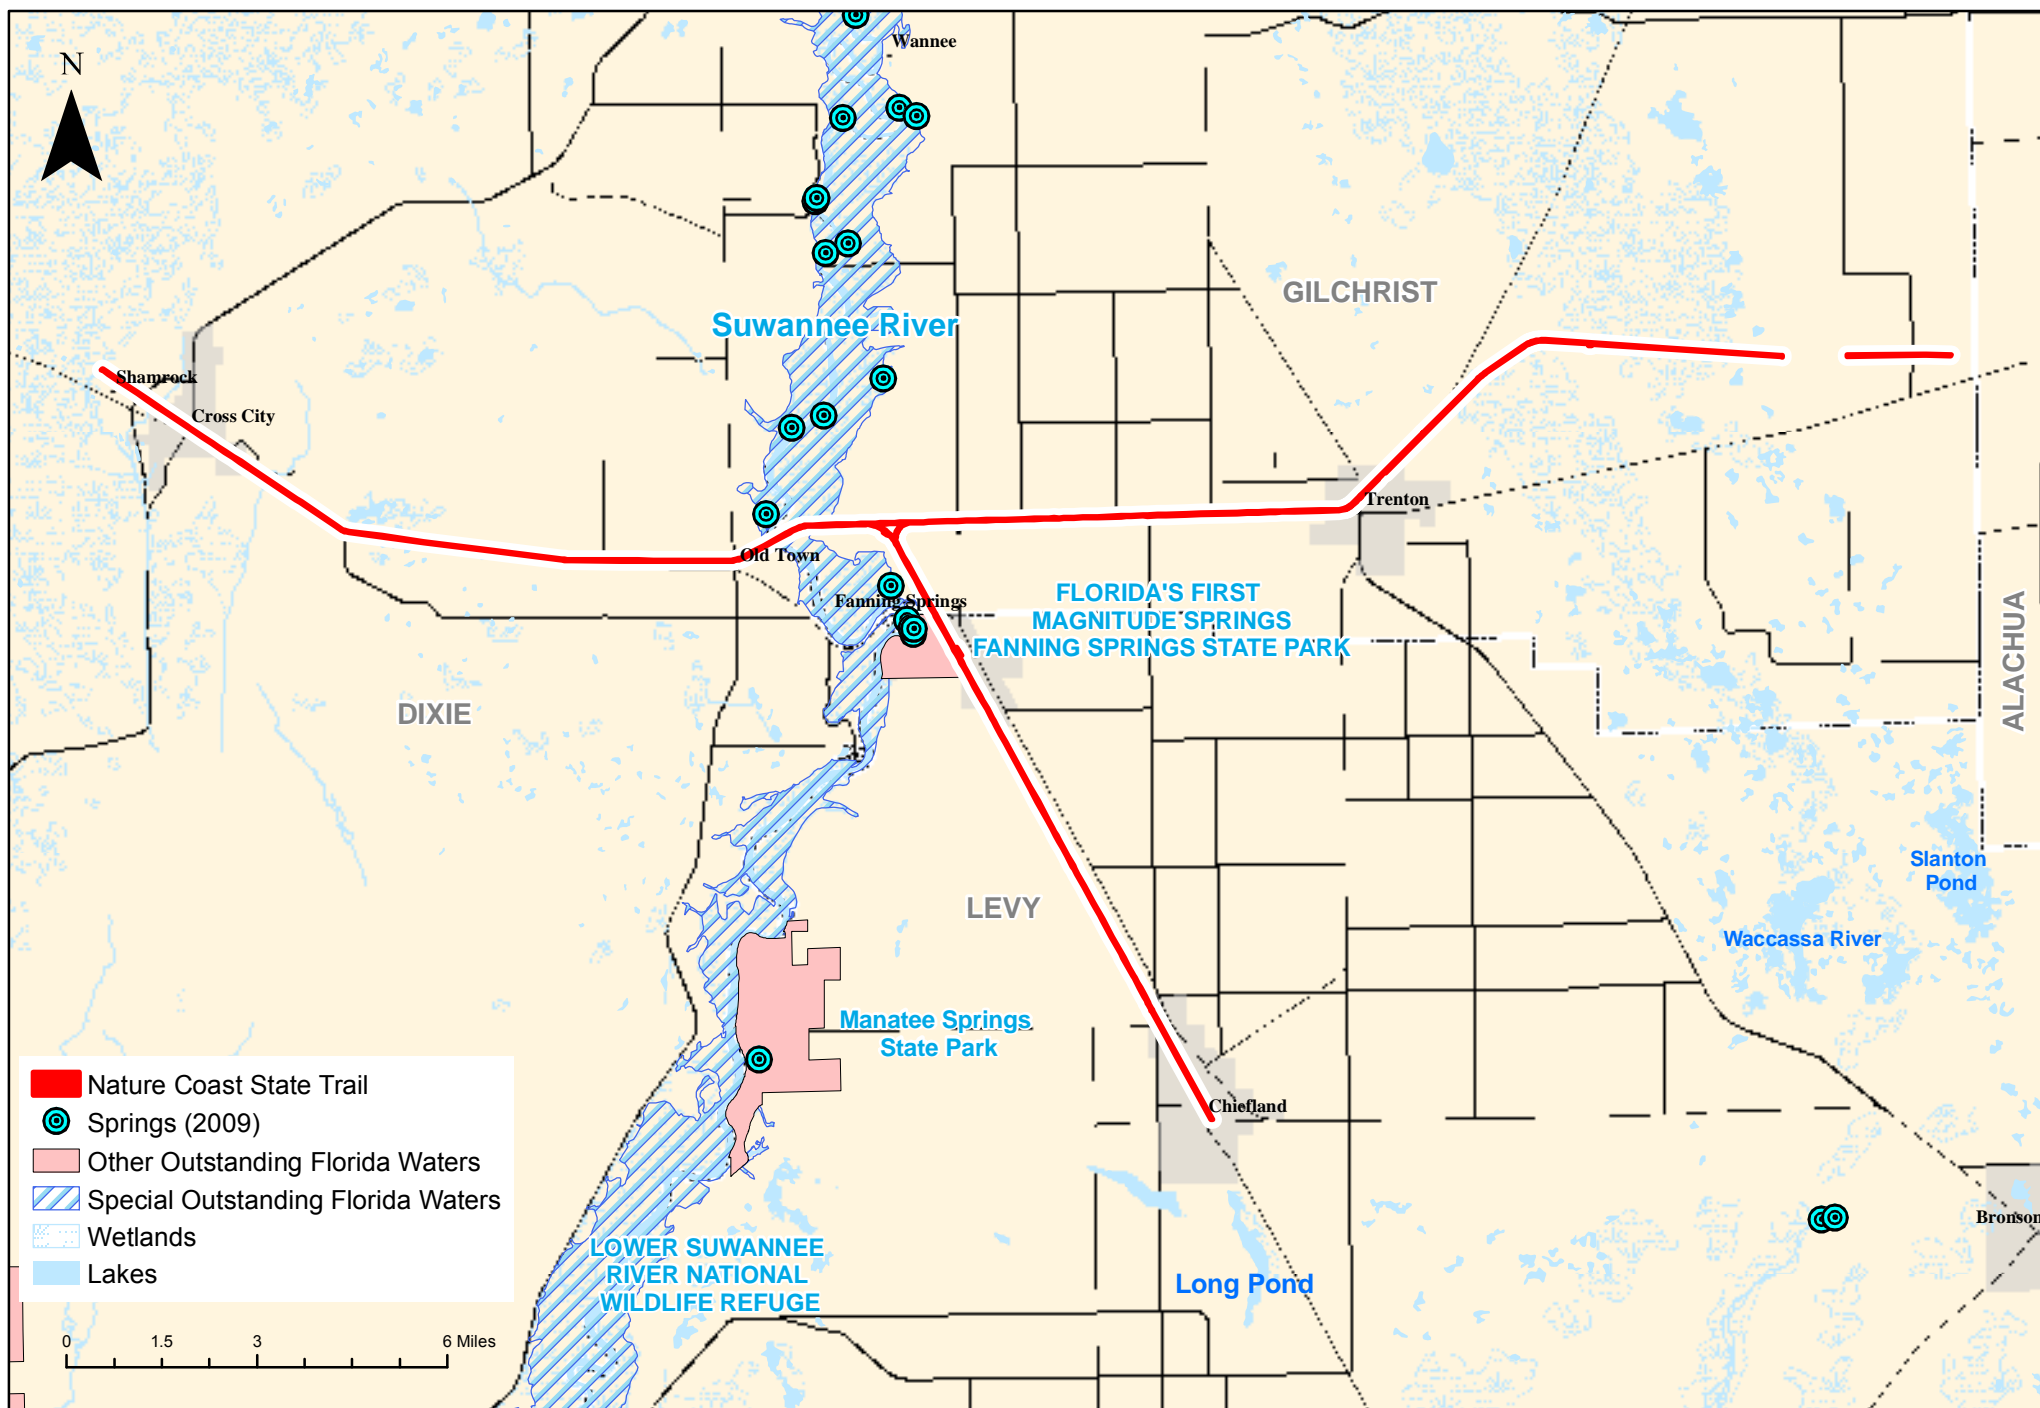 Wannee
N
GILCHRIST
Suwannee River
Shamrock
Cross City
Trenton
Old Town
FLORIDA'S FIRST
MAGNITUDE SPRINGS
FANNING SPRINGS STATE PARK
Fanning Springs
ALACHUA
DIXIE
Slanton
Pond
LEVY
Waccassa River
Manatee Springs
State Park
Chiefland
Nature Coast State Trail
Springs (2009)
Other Outstanding Florida Waters
Special Outstanding Florida Waters
Wetlands
Lakes
Bronson
LOWER SUWANNEE
RIVER NATIONAL
WILDLIFE REFUGE
Long Pond
0 1.5 3 6 Miles